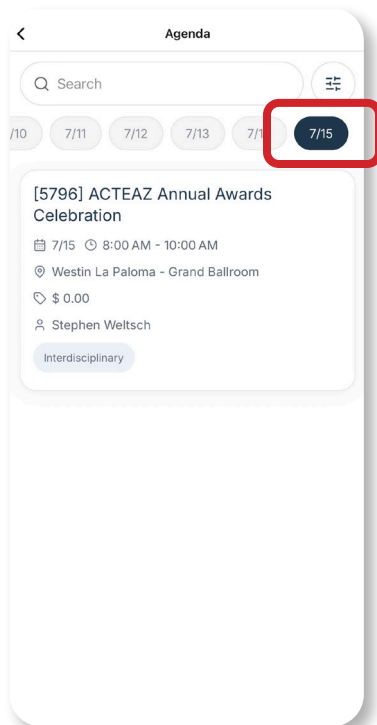 Agenda
Search
/10 7/11 7/12 7/13 7/1 7/15
[5796] ACTEAZ Annual Awards
Celebration
7/15 8:00 AM - 10:00 AM
Westin La Paloma - Grand Ballroom
$ 0.00
Stephen Weltsch
Interdisciplinary